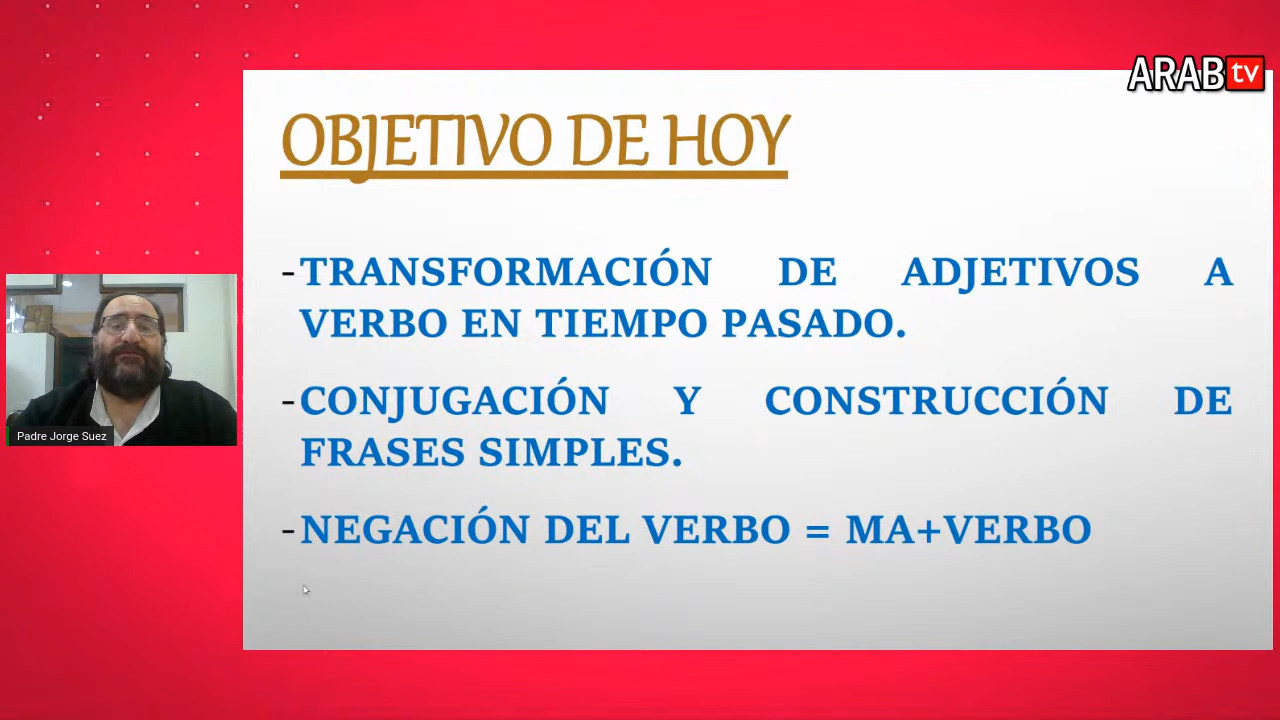 ARAB tv
OBJETIVO DE HOY
-TRANSFORMACIÓN DE ADJETIVOS A
VERBO EN TIEMPO PASADO.
-CONJUGACIÓN Y CONSTRUCCIÓN DE
FRASES SIMPLES.
-NEGACIÓN DEL VERBO = MA+VERBO
Padre Jorge Suez